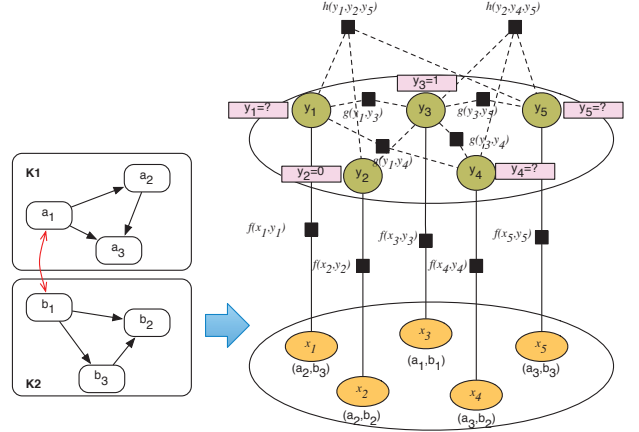 h(y1,y2,y5)
h(y2,y4,y5)
y3=1
y1=?
y1
y3
y5
y5=?
g(y1,y3)
g(y3,y5)
g(y1,y4)
g(y3,y4)
y2=0
y2
y4
y4=?
K1
a1
a2
a3
b1
b2
b3
K2
f(x1,y1)
f(x2,y2)
f(x3,y3)
f(x4,y4)
f(x5,y5)
x1
(a2,b3)
x2
(a2,b2)
x3
(a1,b1)
x4
(a3,b2)
x5
(a3,b3)